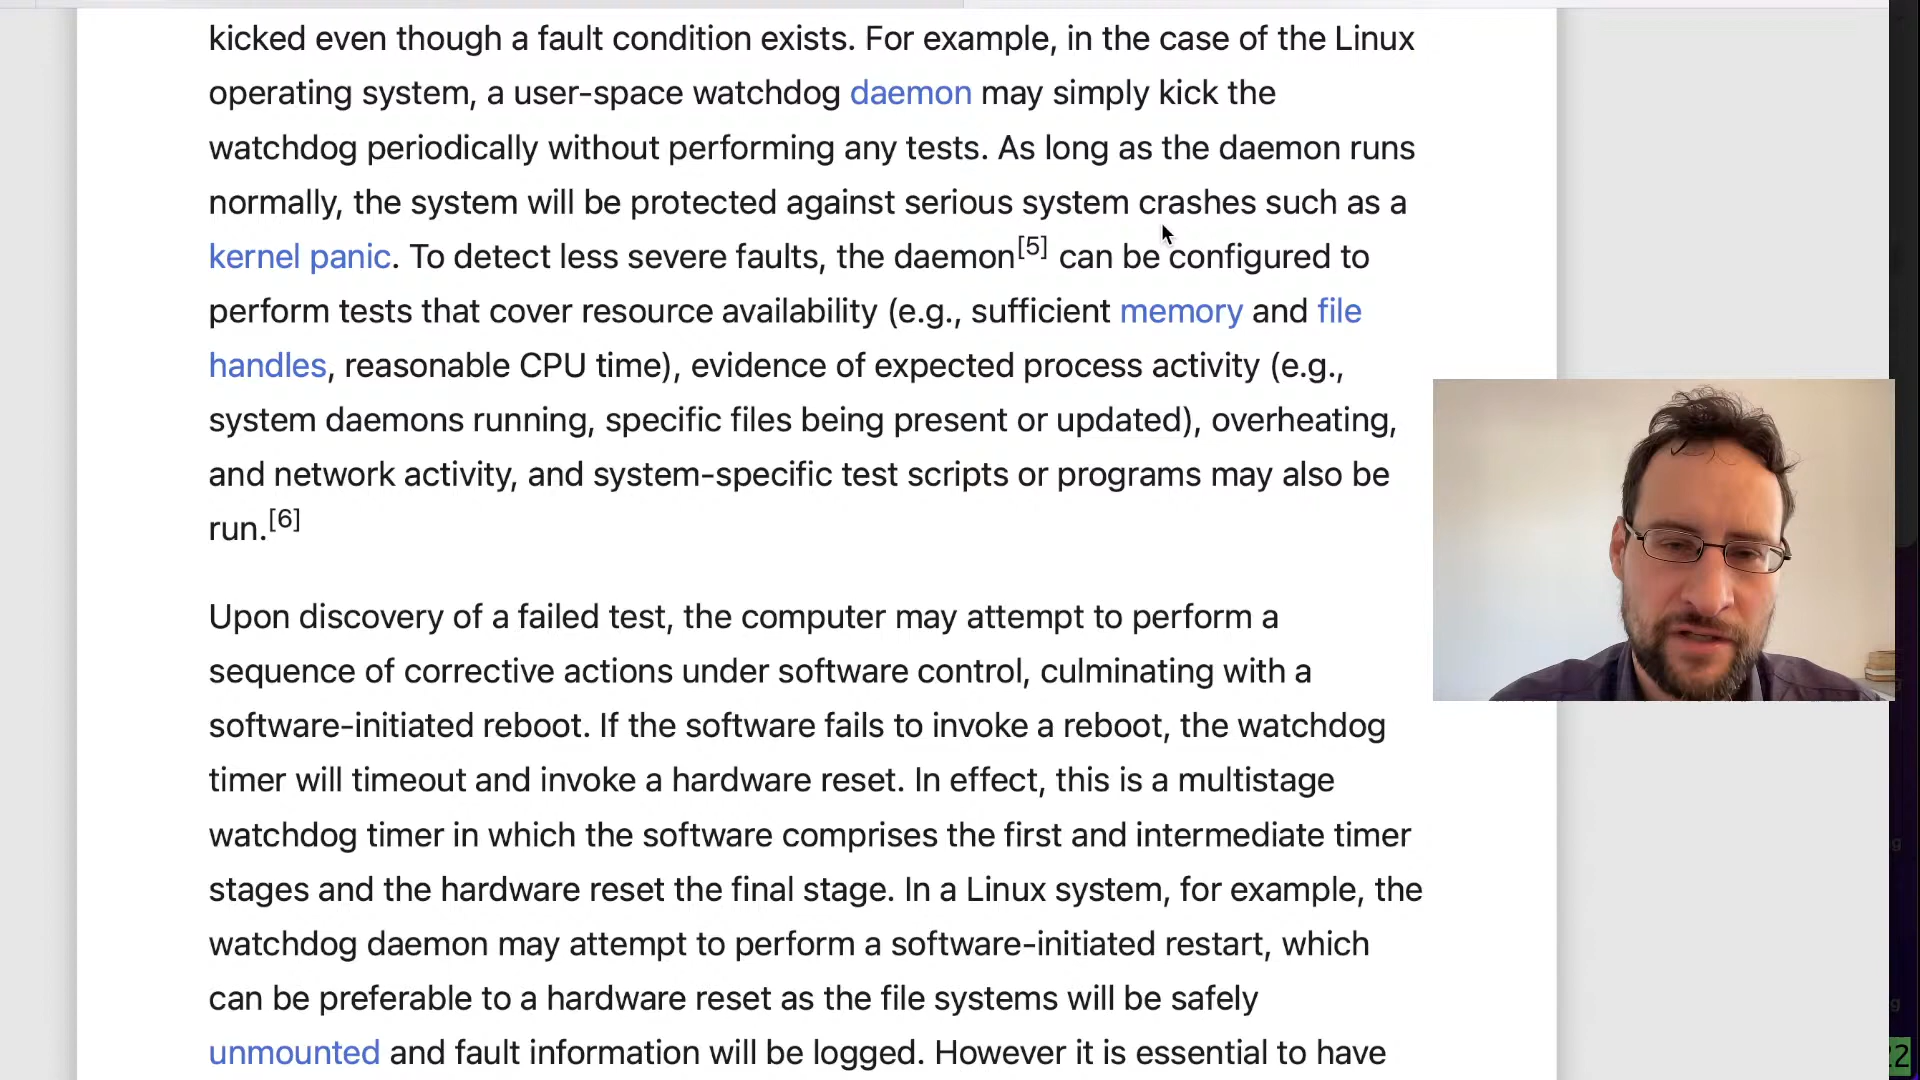 kicked even though a fault condition exists. For example, in the case of the Linux
operating system, a user-space watchdog daemon may simply kick the
watchdog periodically without performing any tests. As long as the daemon runs
normally, the system will be protected against serious system crashes such as a
kernel panic. To detect less severe faults, the daemon[5] can be configured to
perform tests that cover resource availability (e.g., sufficient memory and file
handles, reasonable CPU time), evidence of expected process activity (e.g.,
system daemons running, specific files being present or updated), overheating,
and network activity, and system-specific test scripts or programs may also be
run.[6]
Upon discovery of a failed test, the computer may attempt to perform a
sequence of corrective actions under software control, culminating with a
software-initiated reboot. If the software fails to invoke a reboot, the watchdog
timer will timeout and invoke a hardware reset. In effect, this is a multistage
watchdog timer in which the software comprises the first and intermediate timer
stages and the hardware reset the final stage. In a Linux system, for example, the
watchdog daemon may attempt to perform a software-initiated restart, which
can be preferable to a hardware reset as the file systems will be safely
unmounted and fault information will be logged. However it is essential to have